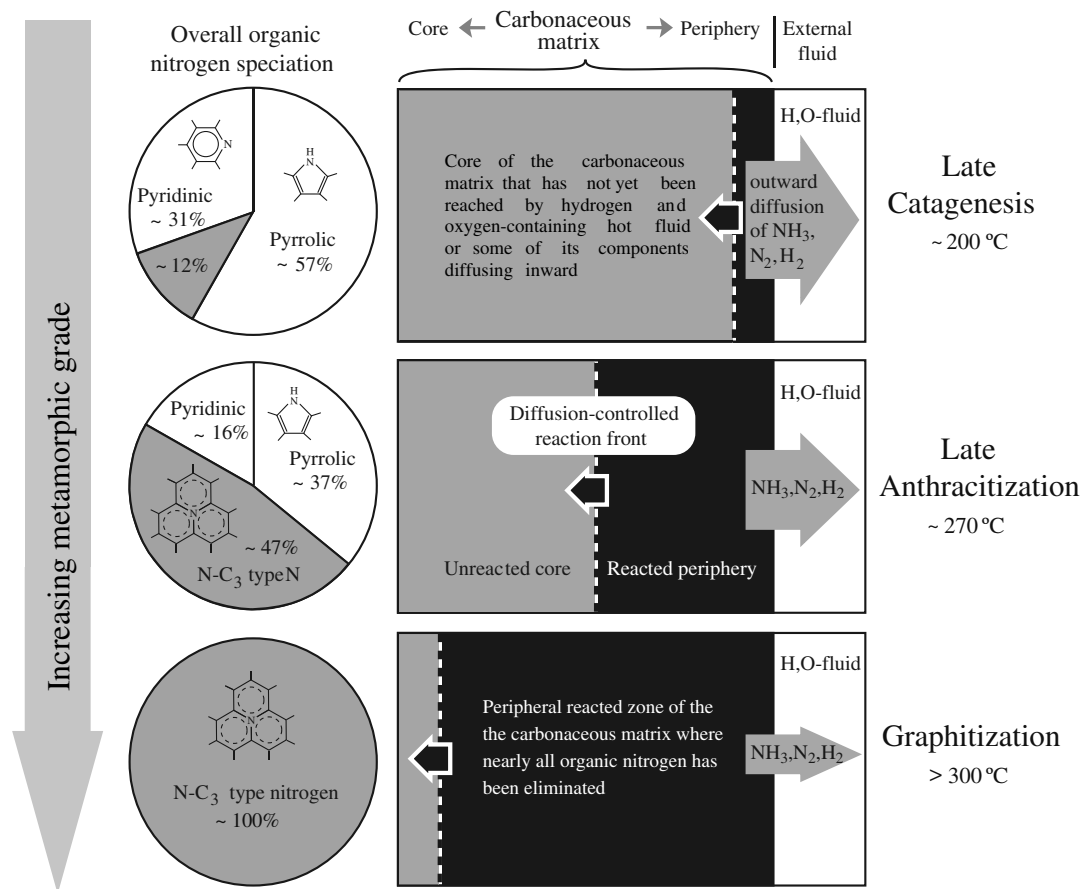 Increasing metamorphic grade
Overall organic
nitrogen speciation
Core
Carbonaceous
matrix
Periphery
External
fluid
N
H
N
Pyridinic
~ 31%
Pyrrolic
~ 57%
~ 12%
Core of the carbonaceous
matrix that has not yet been
reached by hydrogen and
oxygen-containing hot fluid
or some of its components
diffusing inward
H,O-fluid
outward
diffusion
of NH3,
N2,H2
Late
Catagenesis
~ 200 ºC
H
N
Pyridinic
~ 16%
Pyrrolic
~ 37%
N
~ 47%
N-C3 typeN
Diffusion-controlled
reaction front
Unreacted core
Reacted periphery
H,O-fluid
NH3,N2,H2
Late
Anthracitization
~ 270 ºC
N
N-C3 type nitrogen
~ 100%
Peripheral reacted zone of the
the carbonaceous matrix where
nearly all organic nitrogen has
been eliminated
H,O-fluid
NH3,N2,H2
Graphitization
> 300 ºC